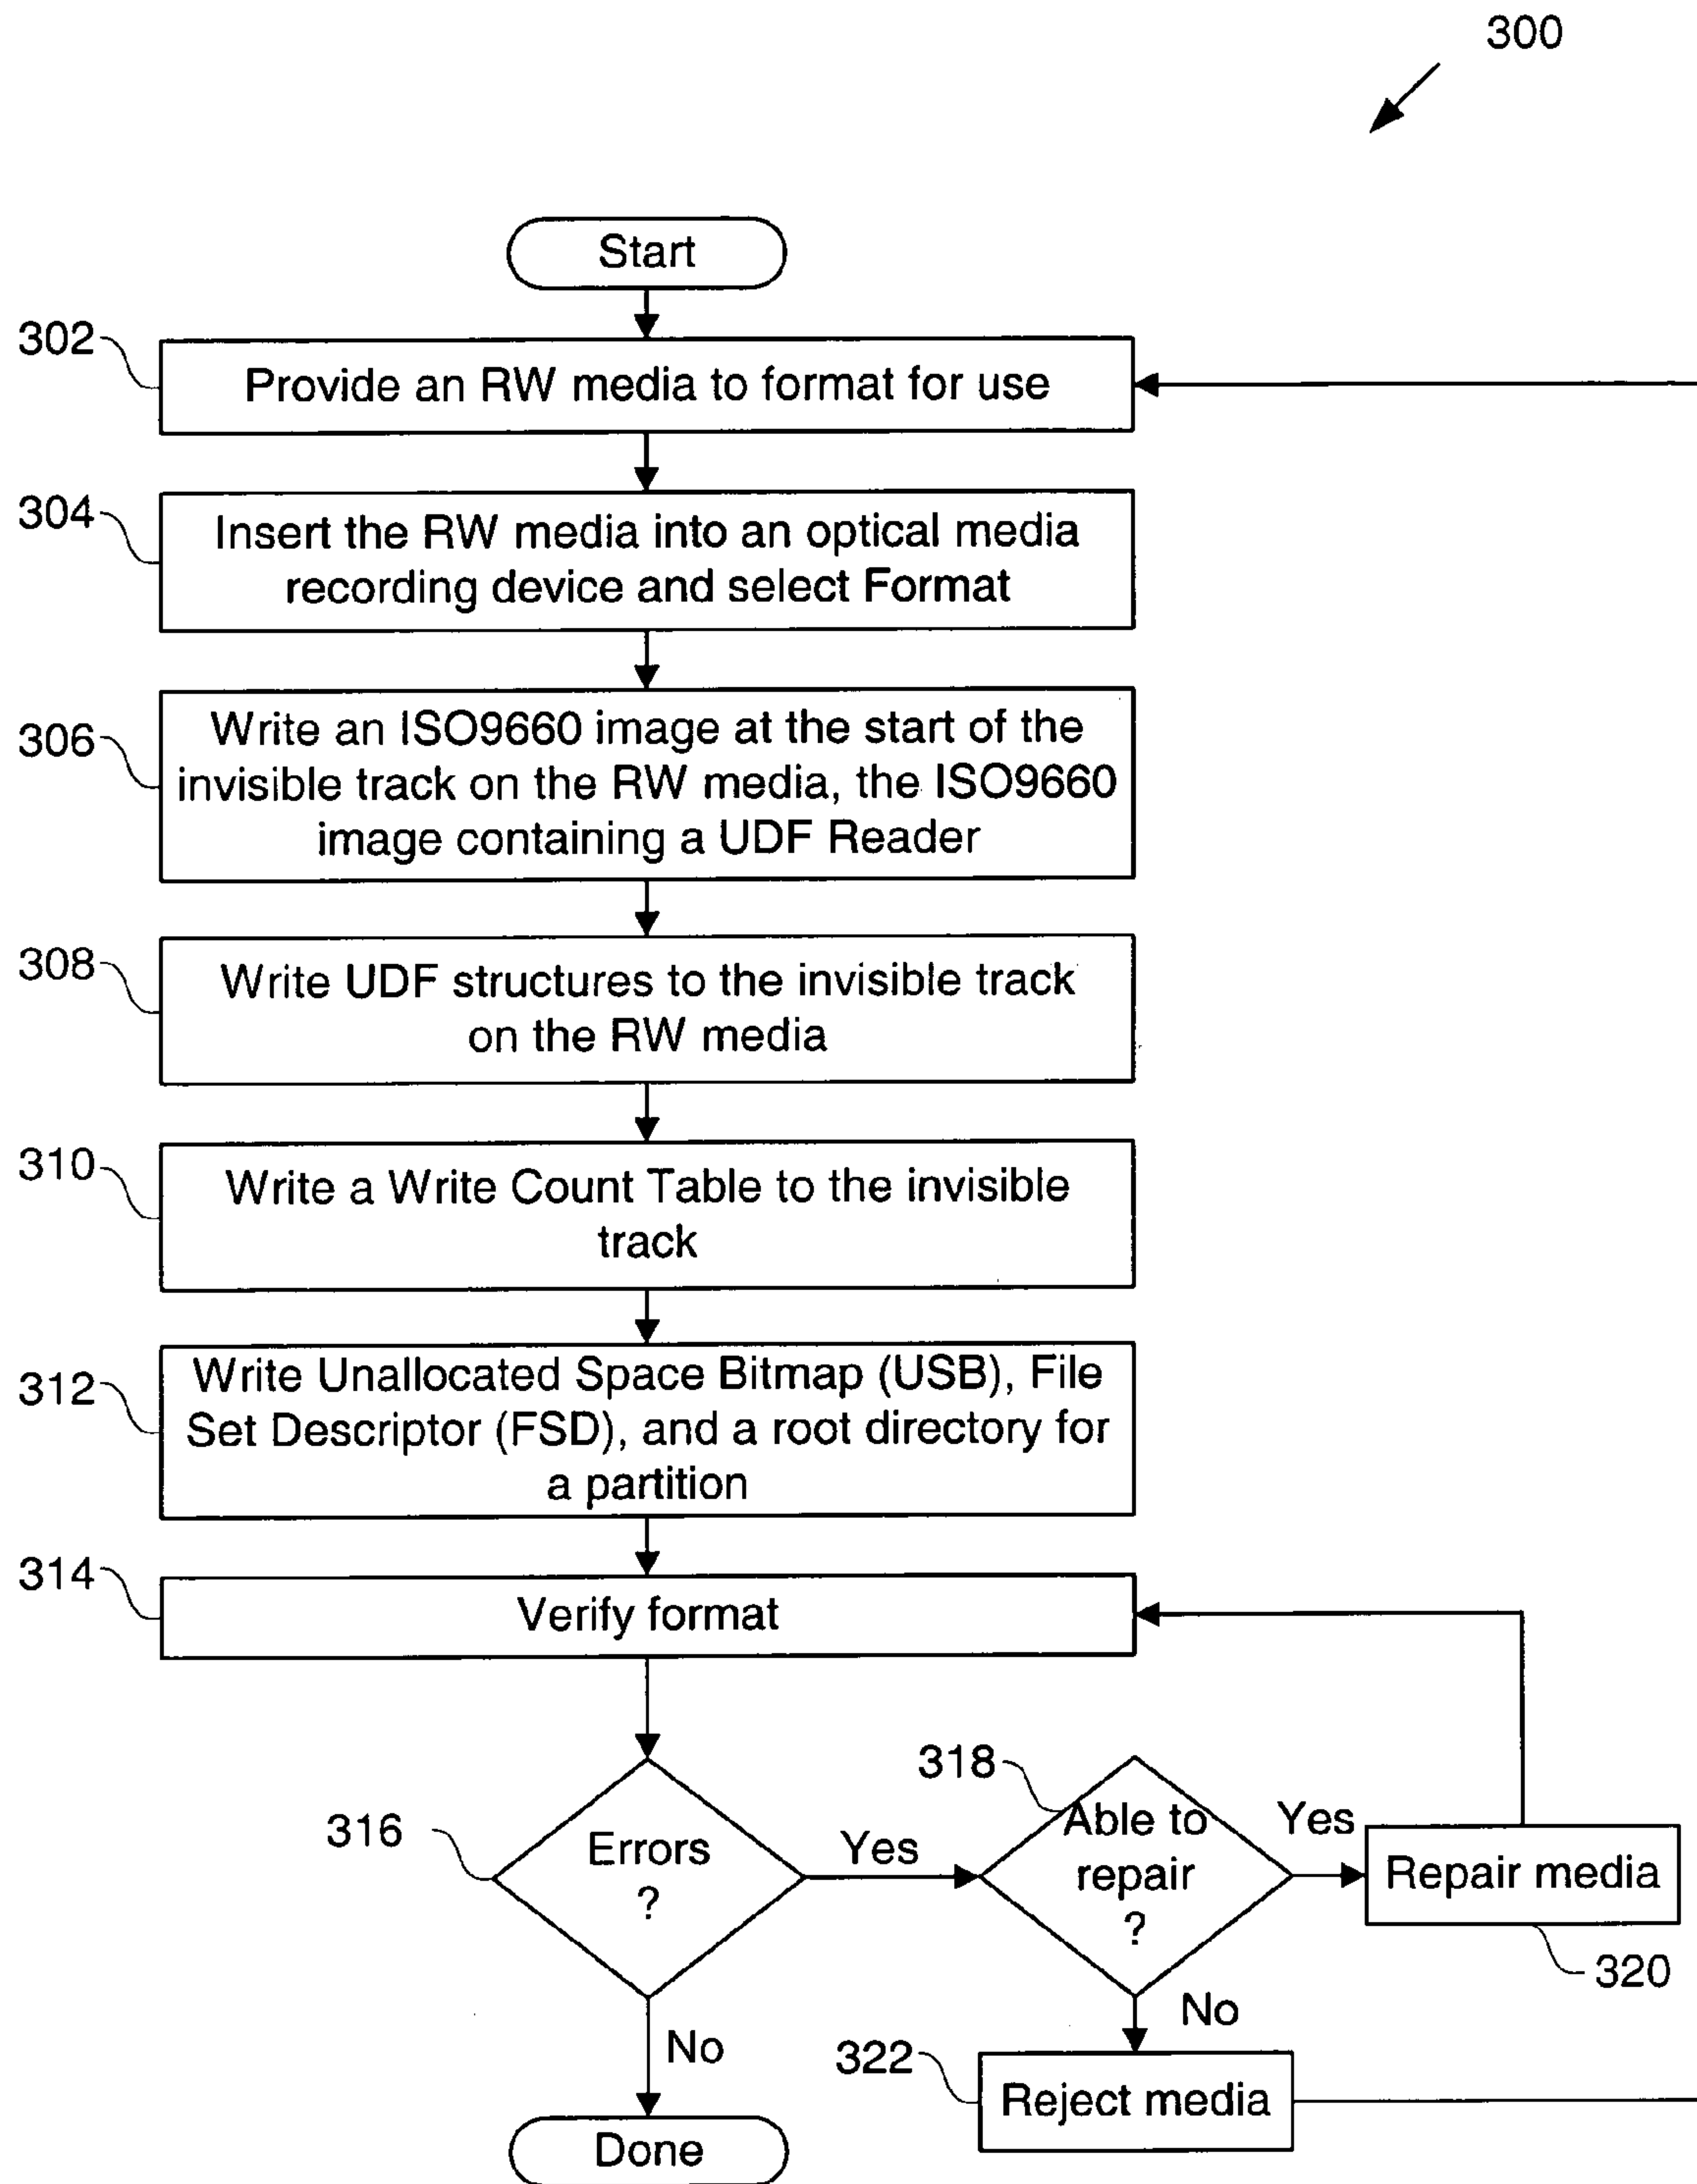 300
Start
302
Provide an RW media to format for use
304
Insert the RW media into an optical media
recording device and select Format
306
Write an ISO9660 image at the start of the
invisible track on the RW media, the ISO9660
image containing a UDF Reader
308
Write UDF structures to the invisible track
on the RW media
310
Write a Write Count Table to the invisible
track
312
Write Unallocated Space Bitmap (USB), File
Set Descriptor (FSD), and a root directory for
a partition
314
Verify format
316
Errors
?
Yes
318
Able to
repair
?
Yes
Repair media
320
No
322
Reject media
No
Done